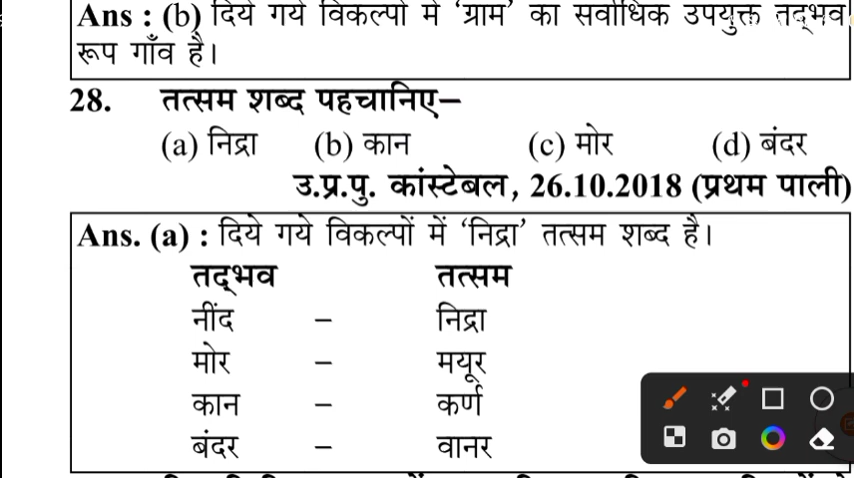 Ans : (b) दिये गये विकल्पों में ‘ग्राम’ का सर्वाधिक उपयुक्त तद्भव
रूप गाँव है।
28. तत्सम शब्द पहचानिए–
(a) निद्रा (b) कान (c) मोर (d) बंदर
उ.प्र.पु. कांस्टेबल, 26.10.2018 (प्रथम पाली)
Ans. (a) : दिये गये विकल्पों में ‘निद्रा’ तत्सम शब्द है।
तद्भव तत्सम
नींद – निद्रा
मोर – मयूर
कान – कर्ण
बंदर – वानर